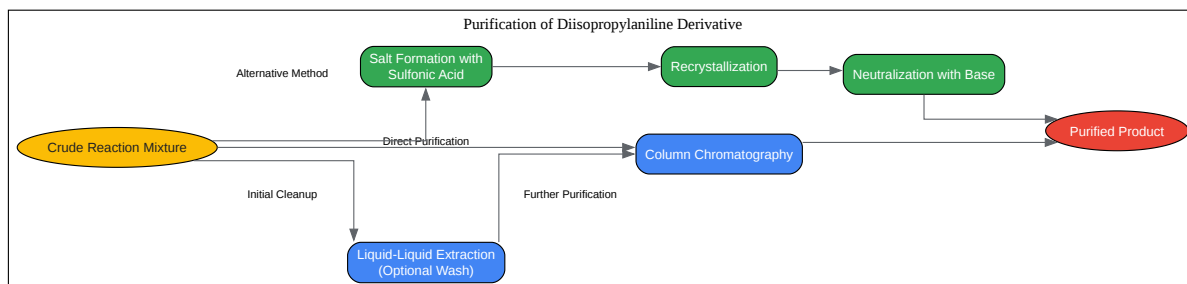 Purification of Diisopropylaniline Derivative
Salt Formation with
Sulfonic Acid
Alternative Method
Recrystallization
Neutralization with Base
Crude Reaction Mixture
Direct Purification
Column Chromatography
Purified Product
Initial Cleanup
Further Purification
Liquid-Liquid Extraction
(Optional Wash)